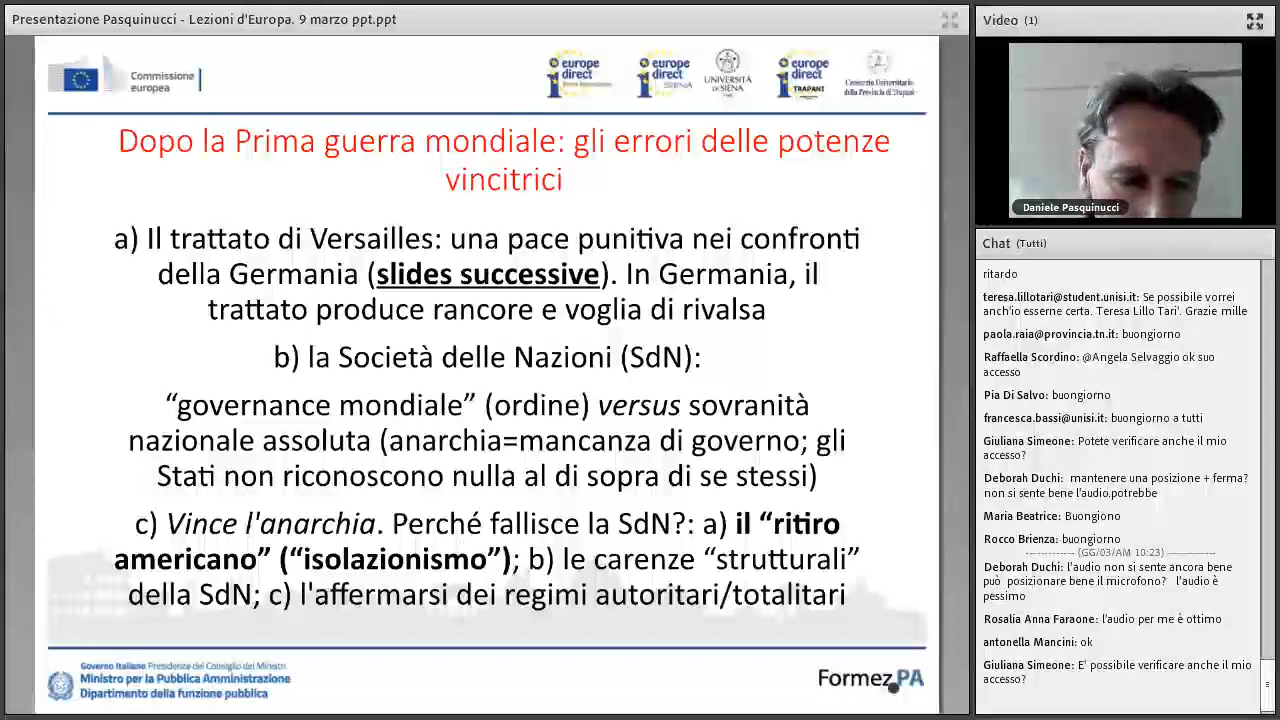 Presentazione Pasquinucci - Lezioni d'Europa. 9 marzo ppt.ppt
Commissione
europea
europe
direct
europe
direct
SIENA
UNIVERSITÀ
DI SIENA
europe
direct
TRAPANI
Consorzio Universitario
della Provincia di Trapani
Dopo la Prima guerra mondiale: gli errori delle potenze
vincitrici
a) Il trattato di Versailles: una pace punitiva nei confronti
della Germania (slides successive). In Germania, il
trattato produce rancore e voglia di rivalsa
b) la Società delle Nazioni (SdN):
“governance mondiale” (ordine) versus sovranità
nazionale assoluta (anarchia=mancanza di governo; gli
Stati non riconoscono nulla al di sopra di se stessi)
c) Vince l'anarchia. Perché fallisce la SdN?: a) il “ritiro
americano” (“isolazionismo”); b) le carenze “strutturali”
della SdN; c) l'affermarsi dei regimi autoritari/totalitari
Governo Italiano Presidenza del Consiglio dei Ministri
Ministro per la Pubblica Amministrazione
Dipartimento della funzione pubblica
Formez PA
Video (1)
Daniele Pasquinucci
Chat (Tutti)
ritardo
teresa.lillotari@student.unisi.it: Se possibile vorrei
anch'io esserne certa. Teresa Lillo Tari'. Grazie mille
paola.raia@provincia.tn.it: buongiorno
Raffaella Scordino: @Angela Selvaggio ok suo
accesso
Pia Di Salvo: buongiorno
francesca.bassi@unisi.it: buongiorno a tutti
Giuliana Simeone: Potete verificare anche il mio
accesso?
Deborah Duchi: mantenere una posizione + ferma?
non si sente bene l'audio,potrebbe
Maria Beatrice: Buongiono
Rocco Brienza: buongiorno
------------ (GG/03/AM 10:23) ------------
Deborah Duchi: l'audio non si sente ancora bene
può posizionare bene il microfono? l'audio è
pessimo
Rosalia Anna Faraone: l'audio per me è ottimo
antonella Mancini: ok
Giuliana Simeone: E' possibile verificare anche il mio
accesso?